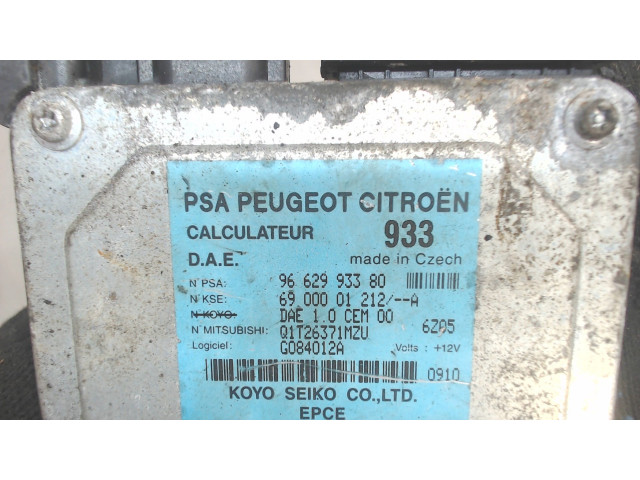 PSA PEUGEOT CITROËN
CALCULATEUR 933
D.A.E. made in Czech
N PSA: 96 629 933 80
N KSE: 69 000 01 212/--A
N KOYO: DAE 1.0 CEM 00
N MITSUBISHI: Q1T26371MZU 6Z05
Logiciel: G084012A Volts : +12V
0910
KOYO SEIKO CO.,LTD.
EPCE